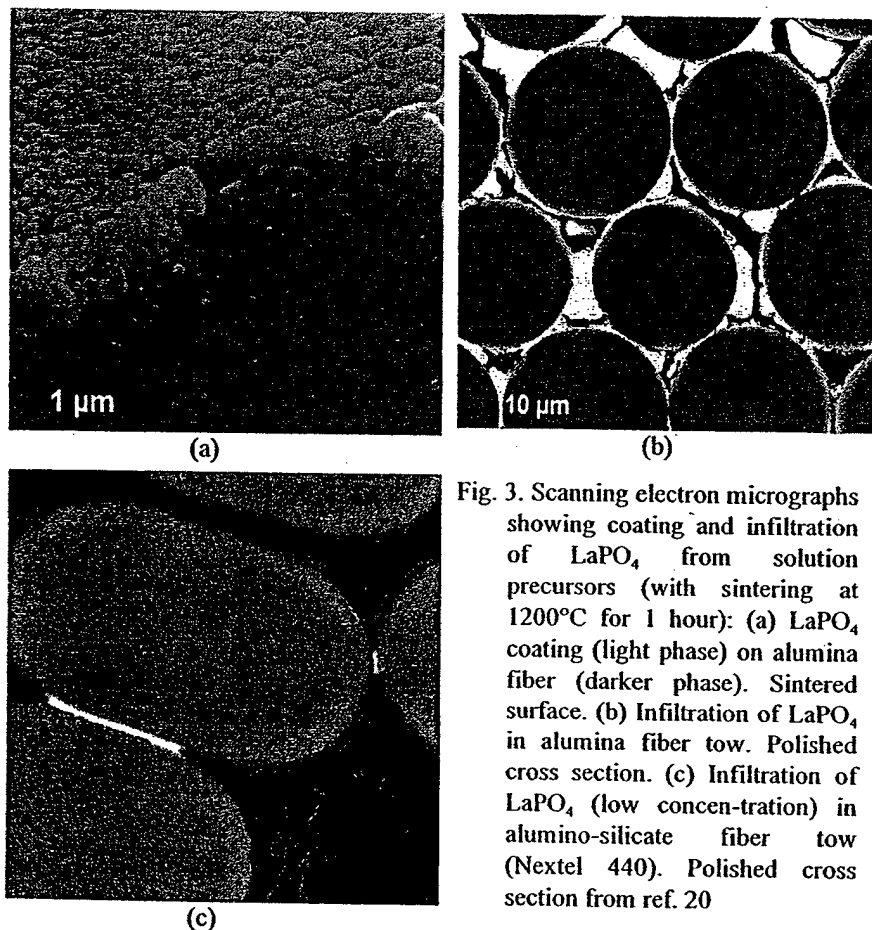 1 μm
(a)
10 μm
(b)
(c)
Fig. 3. Scanning electron micrographs
showing coating and infiltration
of LaPO₄ from solution
precursors (with sintering at
1200°C for 1 hour): (a) LaPO₄
coating (light phase) on alumina
fiber (darker phase). Sintered
surface. (b) Infiltration of LaPO₄
in alumina fiber tow. Polished
cross section. (c) Infiltration of
LaPO₄ (low concen-tration) in
alumino-silicate fiber tow
(Nextel 440). Polished cross
section from ref. 20